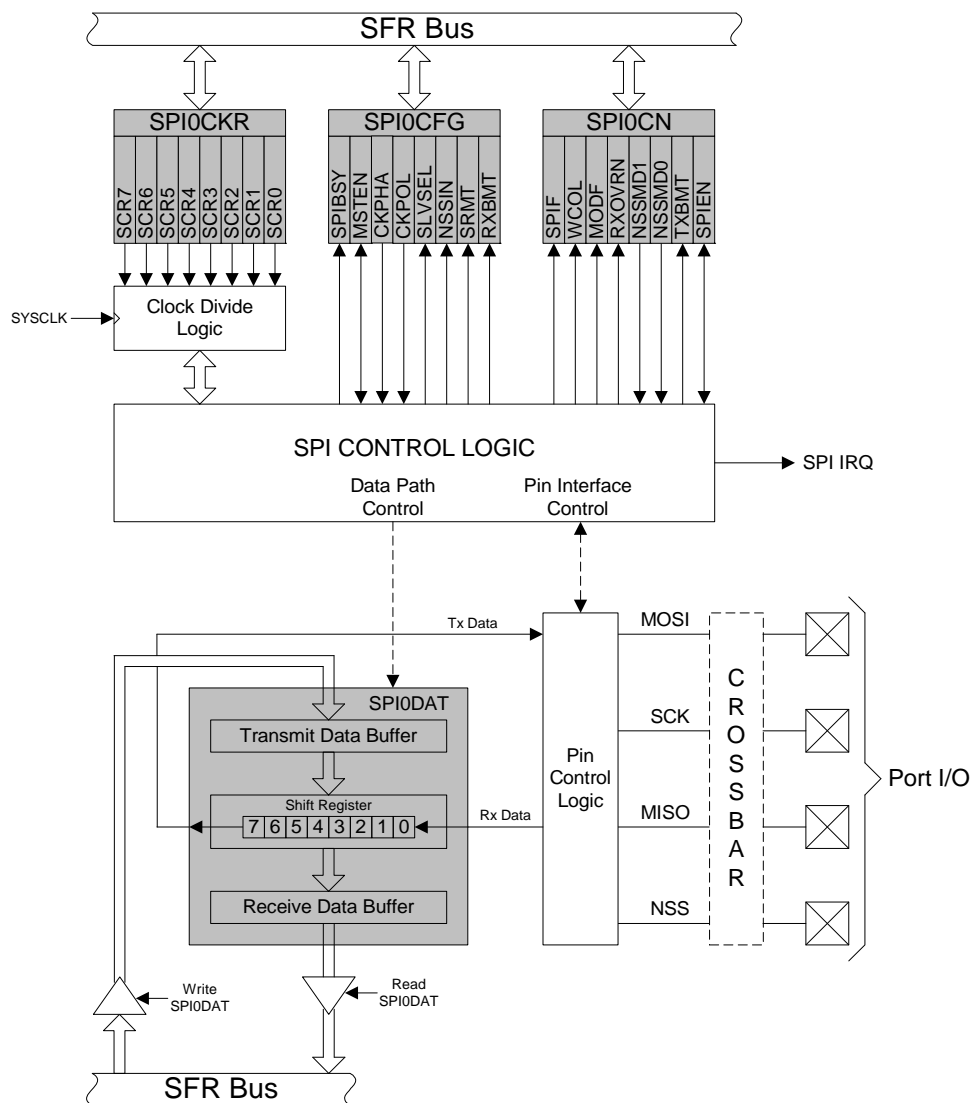 SFR Bus
SPI0CKR
SCR7
SCR6
SCR5
SCR4
SCR3
SCR2
SCR1
SCR0
SPI0CFG
SPIBSY
MSTEN
CKPHA
CKPOL
SLVSEL
NSSIN
SRMT
RXBMT
SPI0CN
SPIF
WCOL
MODF
RXOVRN
NSSMD1
NSSMD0
TXBMT
SPIEN
SYSCLK
Clock Divide
Logic
SPI CONTROL LOGIC
Data Path
Control
Pin Interface
Control
SPI IRQ
Tx Data
SPI0DAT
Transmit Data Buffer
Shift Register
7 6 5 4 3 2 1 0
Rx Data
Receive Data Buffer
Pin
Control
Logic
MOSI
SCK
MISO
NSS
CROSSBAR
Port I/O
Write
SPI0DAT
Read
SPI0DAT
SFR Bus